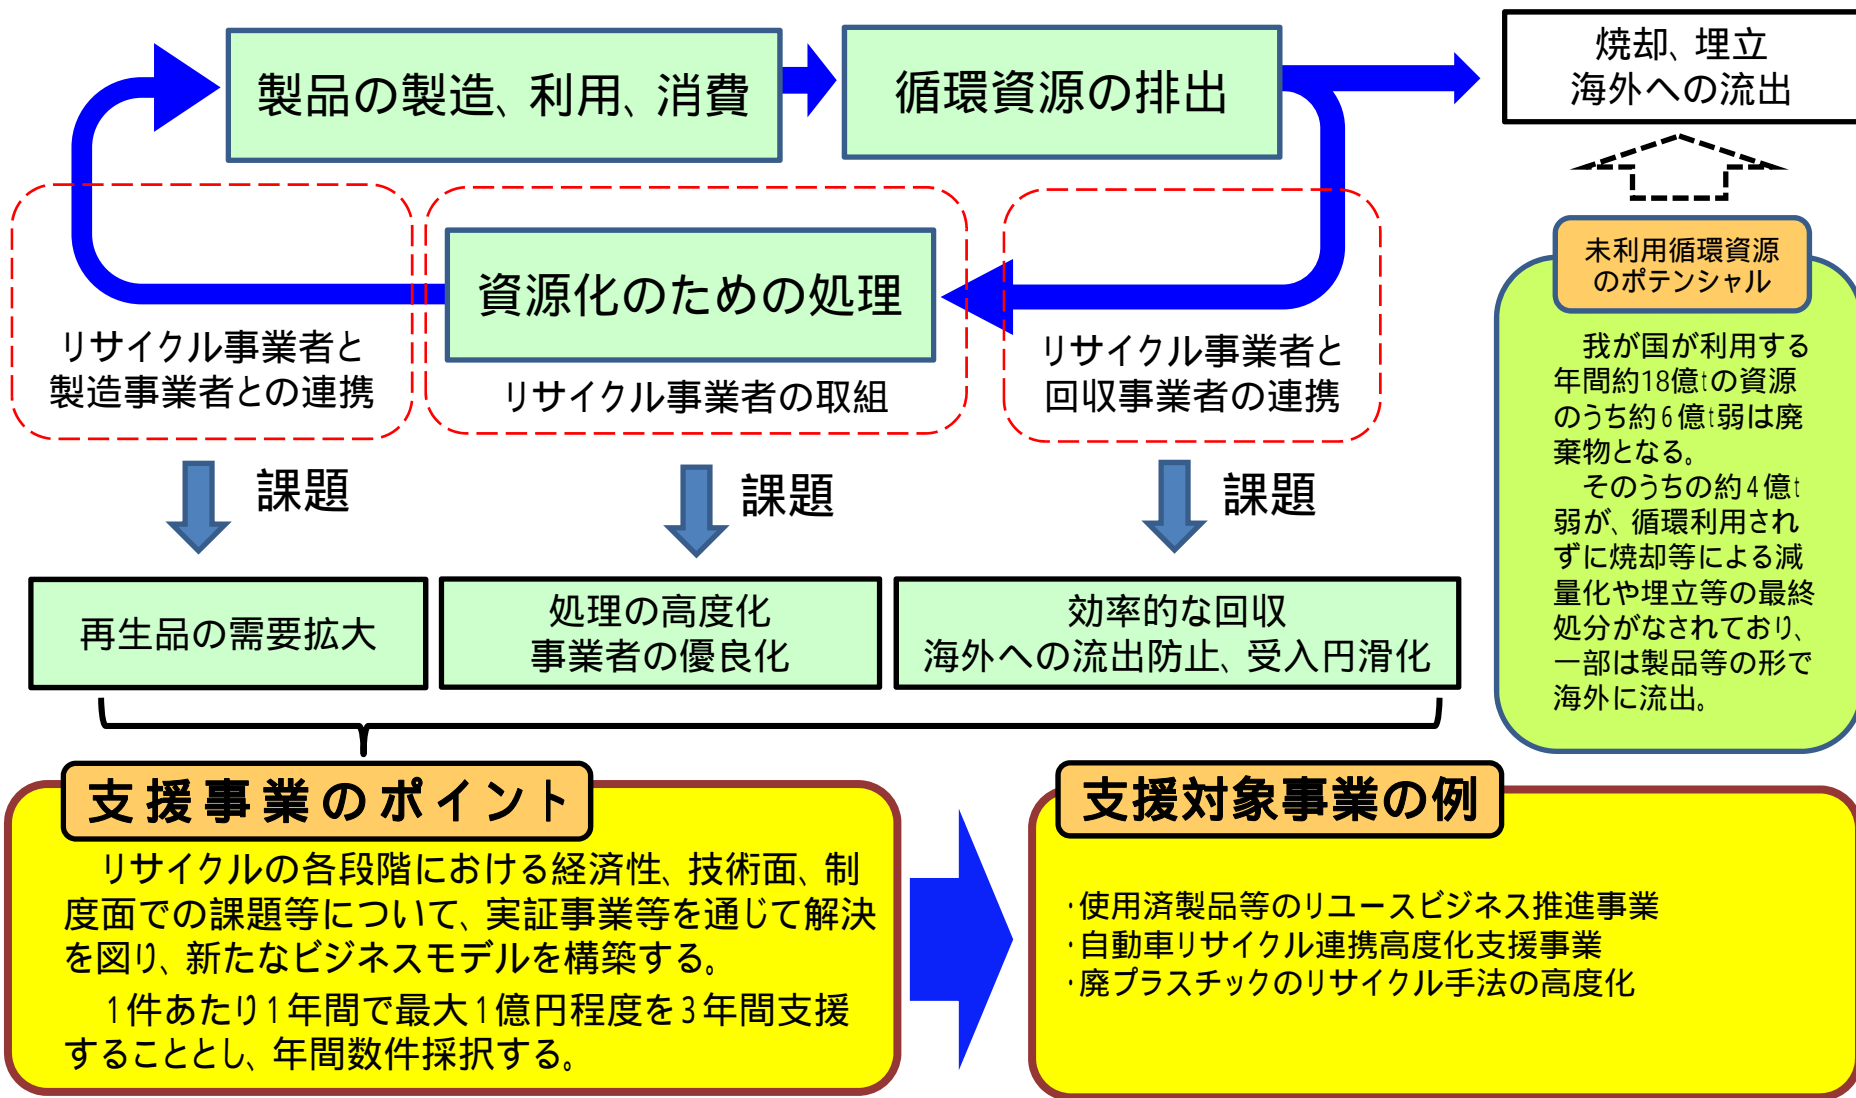 製品の製造、利用、消費
循環資源の排出
焼却、埋立
海外への流出
資源化のための処理
リサイクル事業者と
製造事業者との連携
リサイクル事業者の取組
リサイクル事業者と
回収事業者の連携
未利用循環資源
のポテンシャル
我が国が利用する
年間約18億tの資源
のうち約6億t弱は廃
棄物となる。
そのうちの約4億t
弱が、循環利用され
ずに焼却等による減
量化や埋立等の最終
処分がなされており、
一部は製品等の形で
海外に流出。
課題
課題
課題
再生品の需要拡大
処理の高度化
事業者の優良化
効率的な回収
海外への流出防止、受入円滑化
支援事業のポイント
リサイクルの各段階における経済性、技術面、制
度面での課題等について、実証事業等を通じて解決
を図り、新たなビジネスモデルを構築する。
1件あたり1年間で最大1億円程度を3年間支援
することとし、年間数件採択する。
支援対象事業の例
・使用済製品等のリユースビジネス推進事業
・自動車リサイクル連携高度化支援事業
・廃プラスチックのリサイクル手法の高度化